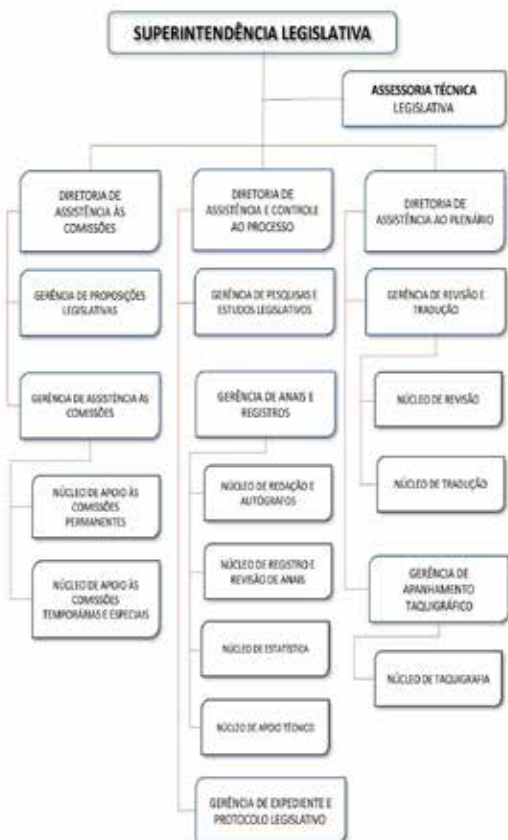 SUPERINTENDÊNCIA LEGISLATIVA
ASSESSORIA TÉCNICA
LEGISLATIVA
DIRETORIA DE
ASSISTÊNCIA ÀS
COMISSÕES
GERÊNCIA DE PROPOSIÇÕES
LEGISLATIVAS
GERÊNCIA DE ASSISTÊNCIA ÀS
COMISSÕES
NÚCLEO DE APOIO ÀS
COMISSÕES
PERMANENTES
NÚCLEO DE APOIO ÀS
COMISSÕES
TEMPORÁRIAS E ESPECIAIS
DIRETORIA DE
ASSISTÊNCIA E CONTROLE
AO PROCESSO
GERÊNCIA DE PESQUISAS E
ESTUDOS LEGISLATIVOS
GERÊNCIA DE ANAIS E
REGISTROS
NÚCLEO DE REDAÇÃO E
AUTÓGRAFOS
NÚCLEO DE REGISTRO E
REVISÃO DE ANAIS
NÚCLEO DE ESTATÍSTICA
NÚCLEO DE APOIO TÉCNICO
GERÊNCIA DE EXPEDIENTE E
PROTOCOLO LEGISLATIVO
DIRETORIA DE
ASSISTÊNCIA AO PLENÁRIO
GERÊNCIA DE REVISÃO E
TRADUÇÃO
NÚCLEO DE REVISÃO
NÚCLEO DE TRADUÇÃO
GERÊNCIA DE
APANHAMENTO
TAQUIGRÁFICO
NÚCLEO DE TAQUIGRAFIA